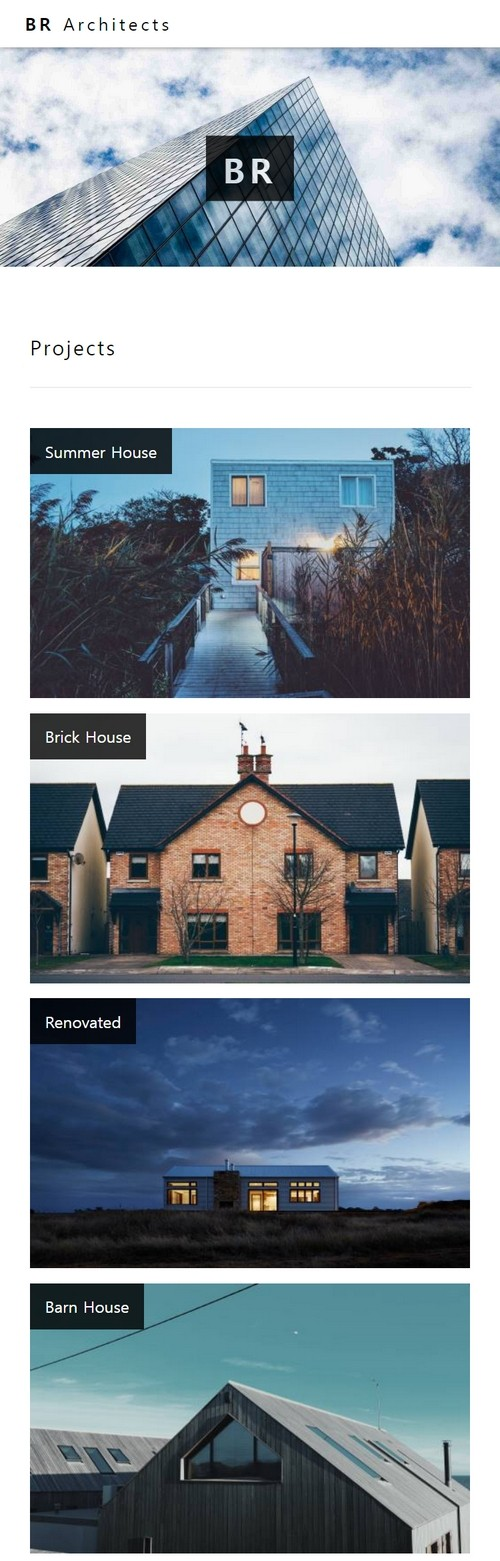 BR Architects
BR
Projects
Summer House
Brick House
Renovated
Barn House